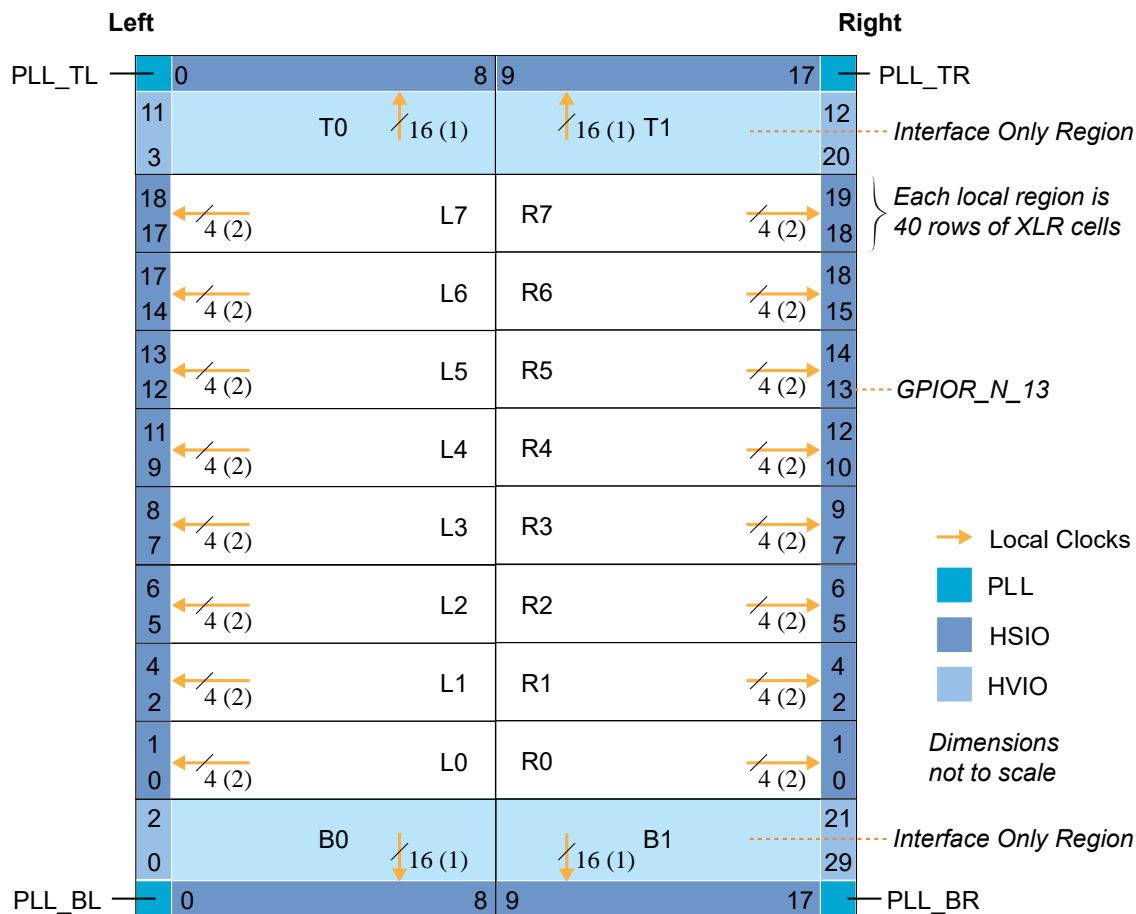 Left Right
PLL_TL 0 8 9 17 PLL_TR
11 T0 16 (1) 16 (1) T1 12 Interface Only Region
3 20
18 L7 R7 19 Each local region is
17 4 (2) 4 (2) 18 40 rows of XLR cells
17 L6 R6 18
14 4 (2) 4 (2) 15
13 L5 R5 14
12 4 (2) 4 (2) 13 GPIOR_N_13
11 L4 R4 12
9 4 (2) 4 (2) 10
8 L3 R3 9
7 4 (2) 4 (2) 7
Local Clocks
PLL
HSIO
HVIO
6 L2 R2 6
5 4 (2) 4 (2) 5
4 L1 R1 4
2 4 (2) 4 (2) 2
1 L0 R0 1
0 4 (2) 4 (2) 0
Dimensions
not to scale
2 B0 16 (1) 16 (1) B1 21 Interface Only Region
0 29
PLL_BL 0 8 9 17 PLL_BR